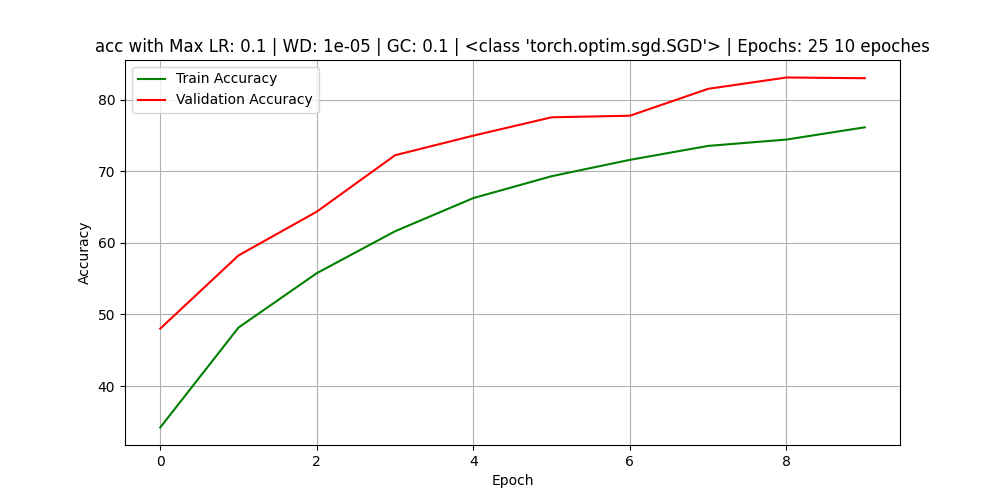 acc with Max LR: 0.1 | WD: 1e-05 | GC: 0.1 | <class 'torch.optim.sgd.SGD'> | Epochs: 25 10 epoches
Train Accuracy
Validation Accuracy
80
70
60
50
40
Accuracy
0 2 4 6 8
Epoch